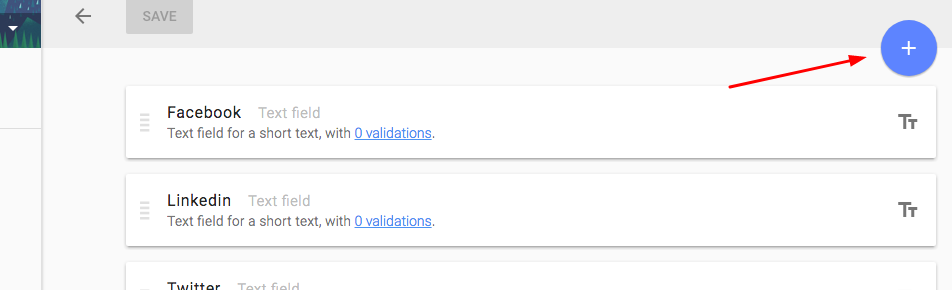 SAVE
Facebook Text field
Text field for a short text, with 0 validations.
Linkedin Text field
Text field for a short text, with 0 validations.
Twitter Text field